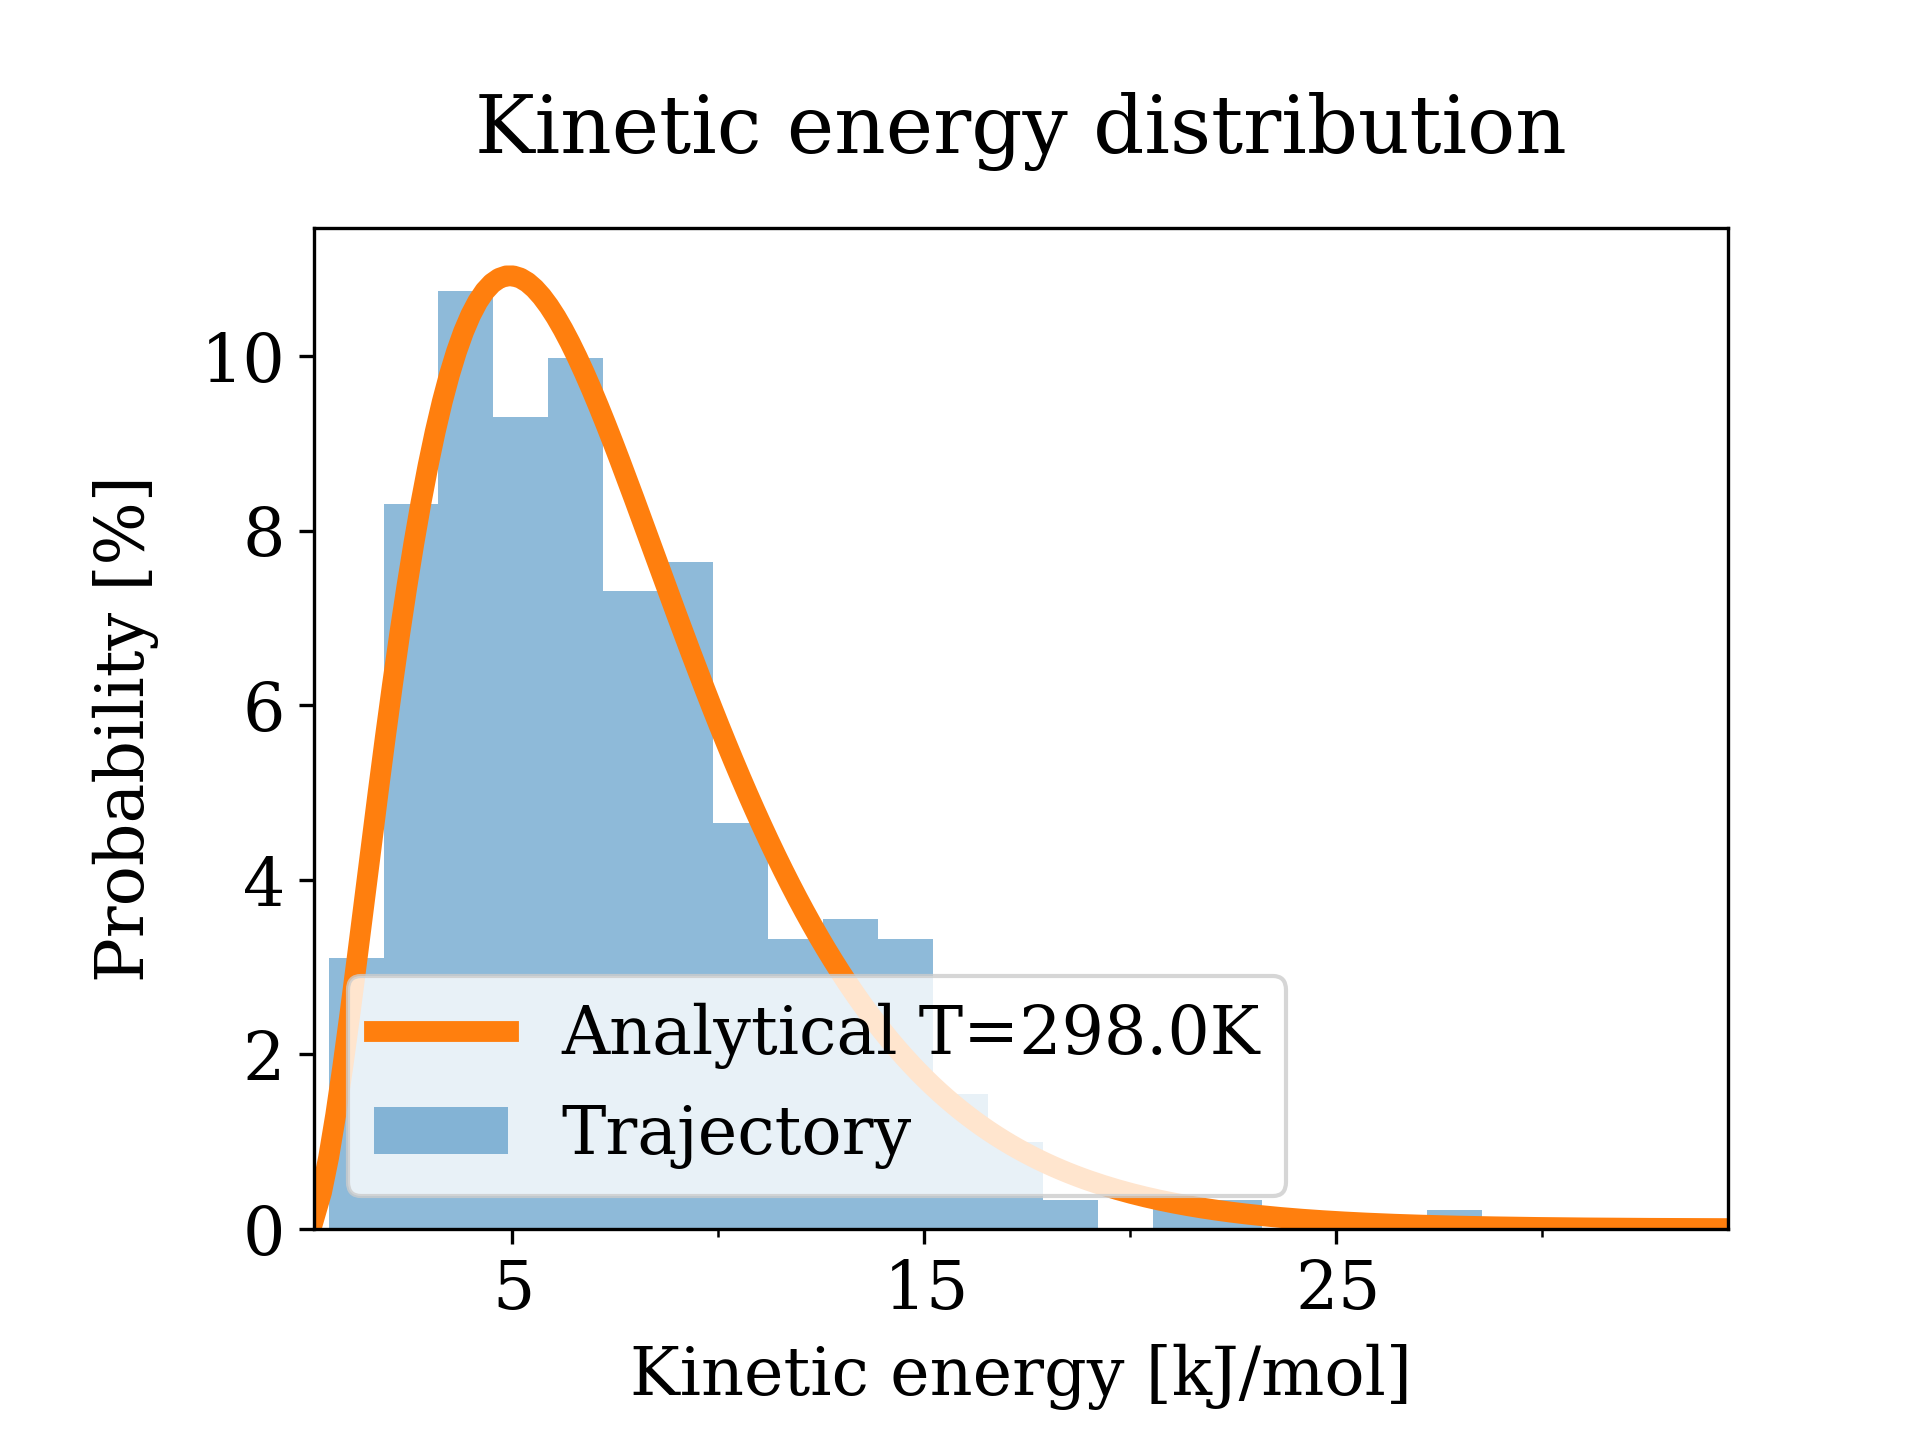 Kinetic energy distribution
Probability [%]
10
8
6
4
2
0
Analytical T=298.0K
Trajectory
5 15 25
Kinetic energy [kJ/mol]